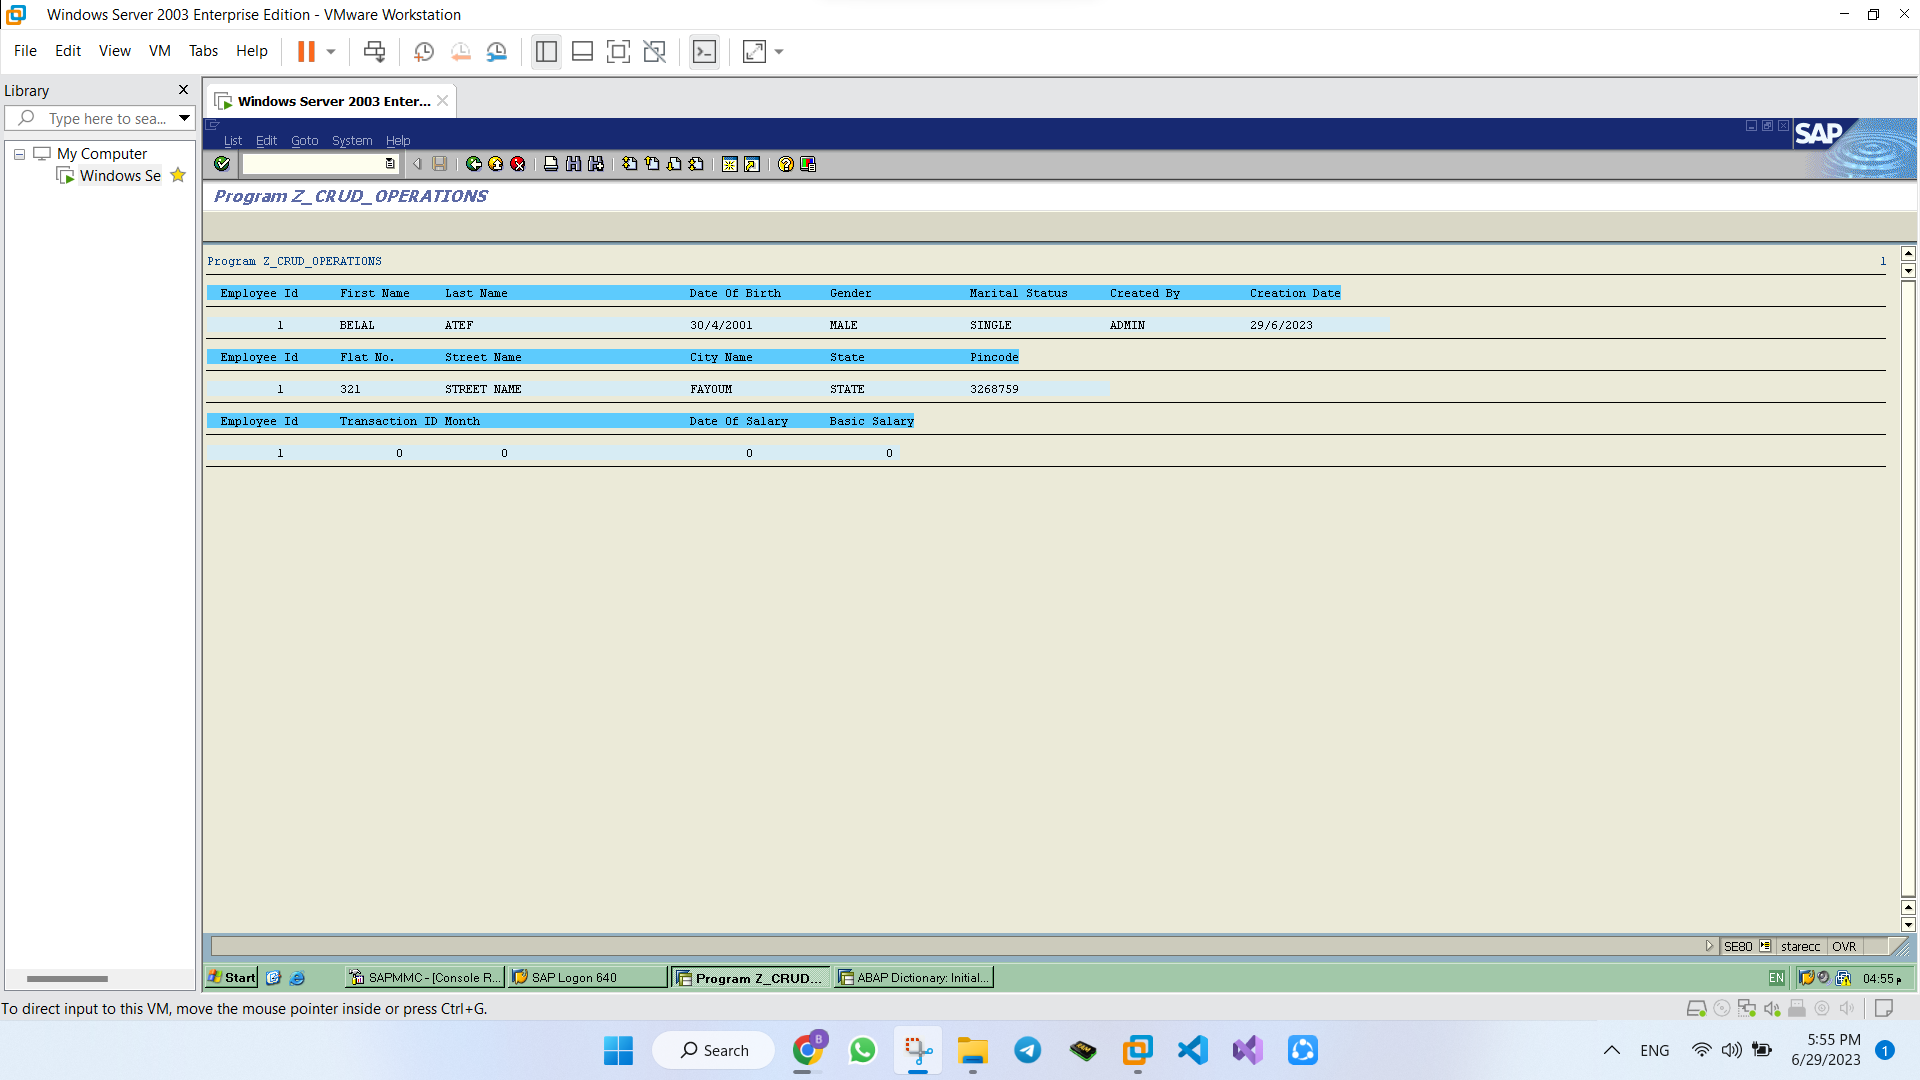 Windows Server 2003 Enterprise Edition - VMware Workstation
File Edit View VM Tabs Help
Library
Type here to sea...
My Computer
Windows Se
Windows Server 2003 Enter...
List Edit Goto System Help
SAP
Program Z_CRUD_OPERATIONS
Program Z_CRUD_OPERATIONS 1
Employee Id First Name Last Name Date Of Birth Gender Marital Status Created By Creation Date
1 BELAL ATEF 30/4/2001 MALE SINGLE ADMIN 29/6/2023
Employee Id Flat No. Street Name City Name State Pincode
1 321 STREET NAME FAYOUM STATE 3268759
Employee Id Transaction ID Month Date Of Salary Basic Salary
1 0 0 0 0
SE80 starecc OVR
Start SAPMMC - [Console R... SAP Logon 640 Program Z_CRUD... ABAP Dictionary: Initial... EN 04:55 م
To direct input to this VM, move the mouse pointer inside or press Ctrl+G.
Search B ENG 5:55 PM 1
6/29/2023